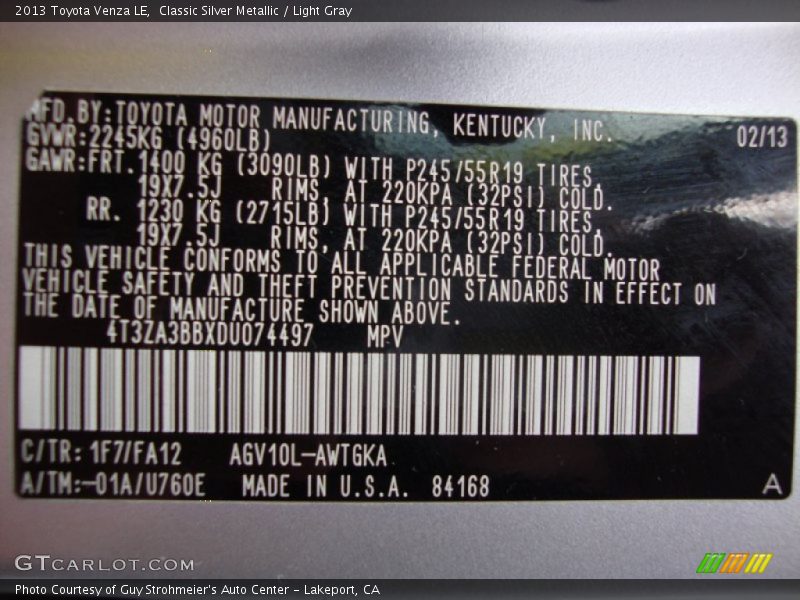 2013 Toyota Venza LE,  Classic Silver Metallic / Light Gray
MFD.BY:TOYOTA MOTOR MANUFACTURING, KENTUCKY, INC. 02/13
GVWR:2245KG (4960LB)
GAWR:FRT.1400 KG (3090LB) WITH P245/55R19 TIRES,
19X7.5J RIMS, AT 220KPA (32PSI) COLD.
RR. 1230 KG (2715LB) WITH P245/55R19 TIRES,
19X7.5J RIMS, AT 220KPA (32PSI) COLD.
THIS VEHICLE CONFORMS TO ALL APPLICABLE FEDERAL MOTOR
VEHICLE SAFETY AND THEFT PREVENTION STANDARDS IN EFFECT ON
THE DATE OF MANUFACTURE SHOWN ABOVE.
4T3ZA3BBXDU074497 MPV
C/TR: 1F7/FA12 AGV10L-AWTGKA
A/TM:-01A/U760E MADE IN U.S.A. 84168 A
GTCARLOT.COM
Photo Courtesy of Guy Strohmeier's Auto Center - Lakeport, CA